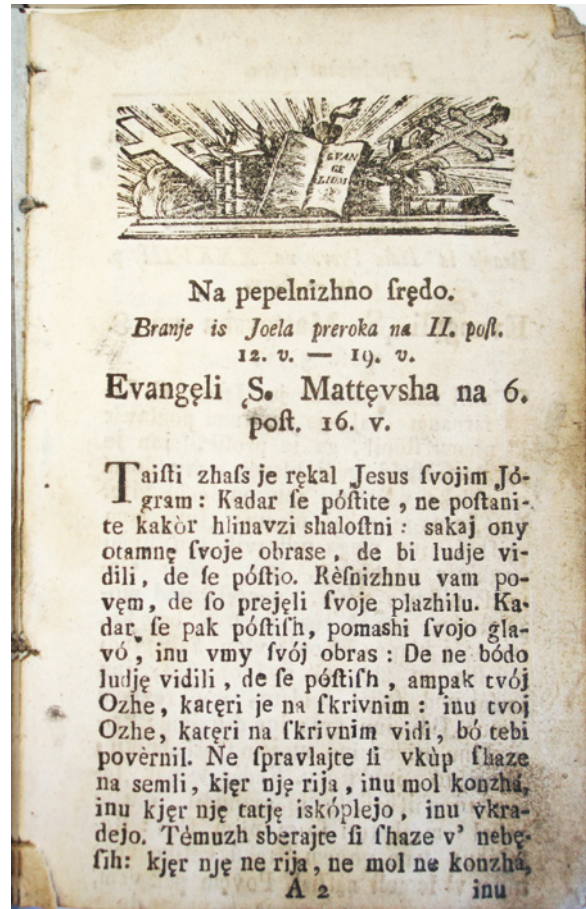 EVAN
GE
LIUM
Na pepelnizhno ſrędo.
Branje is Joela preroka na II. poſt.
12. v. — 19. v.
Evangęli S. Mattęvsha na 6.
poſt. 16. v.
Taiſti zhaſs je rękal Jesus ſvojim Jó-
gram : Kadar ſe póſtite , ne poſtani-
te kakòr hlinavzi shaloſtni : sakaj ony
otamnę ſvoje obrase , de bi ludje vi-
dili , de ſe póſtio. Rèſnizhnu vam po-
vęm , de ſo prejęli ſvoje plazhilu. Ka-
dar ſe pak póſtiſh , pomashi ſvojo gla-
vó , inu vmy ſvój obras : De ne bódo
ludję vidili , de ſe póſtiſh , ampak tvój
Ozhe , katęri je na ſkrivnim : inu tvoj
Ozhe , katęri na ſkrivnim vidi , bó tebi
povèrnil. Ne ſpravlajte ſi vkùp ſhaze
na semli , kjęr nję rija , inu mol konzhá,
inu kjęr nję tatję iskóplejo , inu vkra-
dejo. Témuzh sberajte ſi ſhaze v' nebę-
ſih : kjęr nję ne rija , ne mol ne konzhá,
A 2 inu